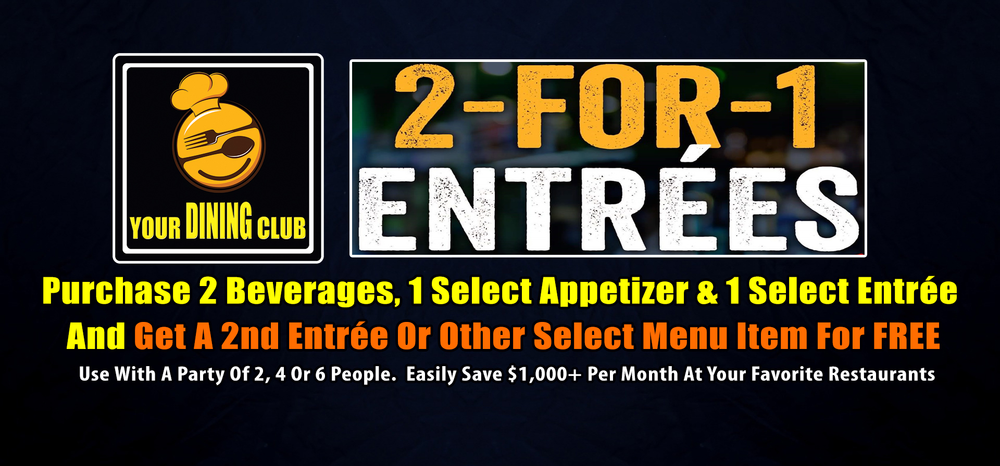 YOUR DINING CLUB
2-FOR-1
ENTRÉES
Purchase 2 Beverages, 1 Select Appetizer & 1 Select Entrée
And Get A 2nd Entrée Or Other Select Menu Item For FREE
Use With A Party Of 2, 4 Or 6 People. Easily Save $1,000+ Per Month At Your Favorite Restaurants